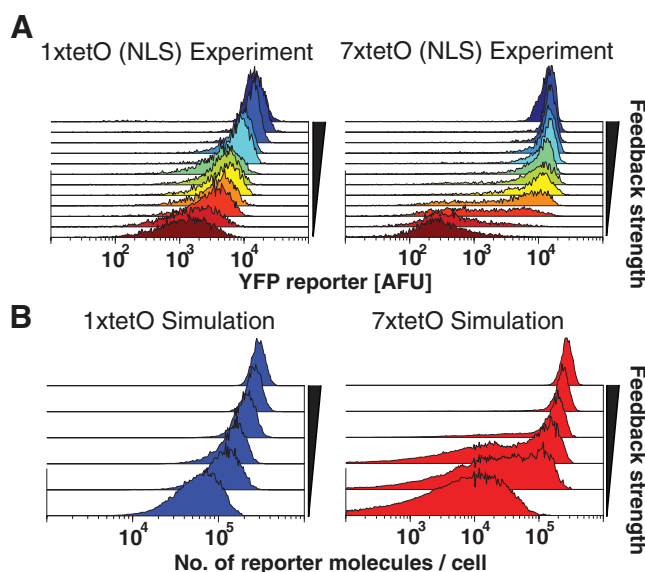 A
1xtetO (NLS) Experiment
7xtetO (NLS) Experiment
Feedback strength
10² 10³ 10⁴
10² 10³ 10⁴
YFP reporter [AFU]
B
1xtetO Simulation
7xtetO Simulation
Feedback strength
10⁴ 10⁵
10³ 10⁴ 10⁵
No. of reporter molecules / cell